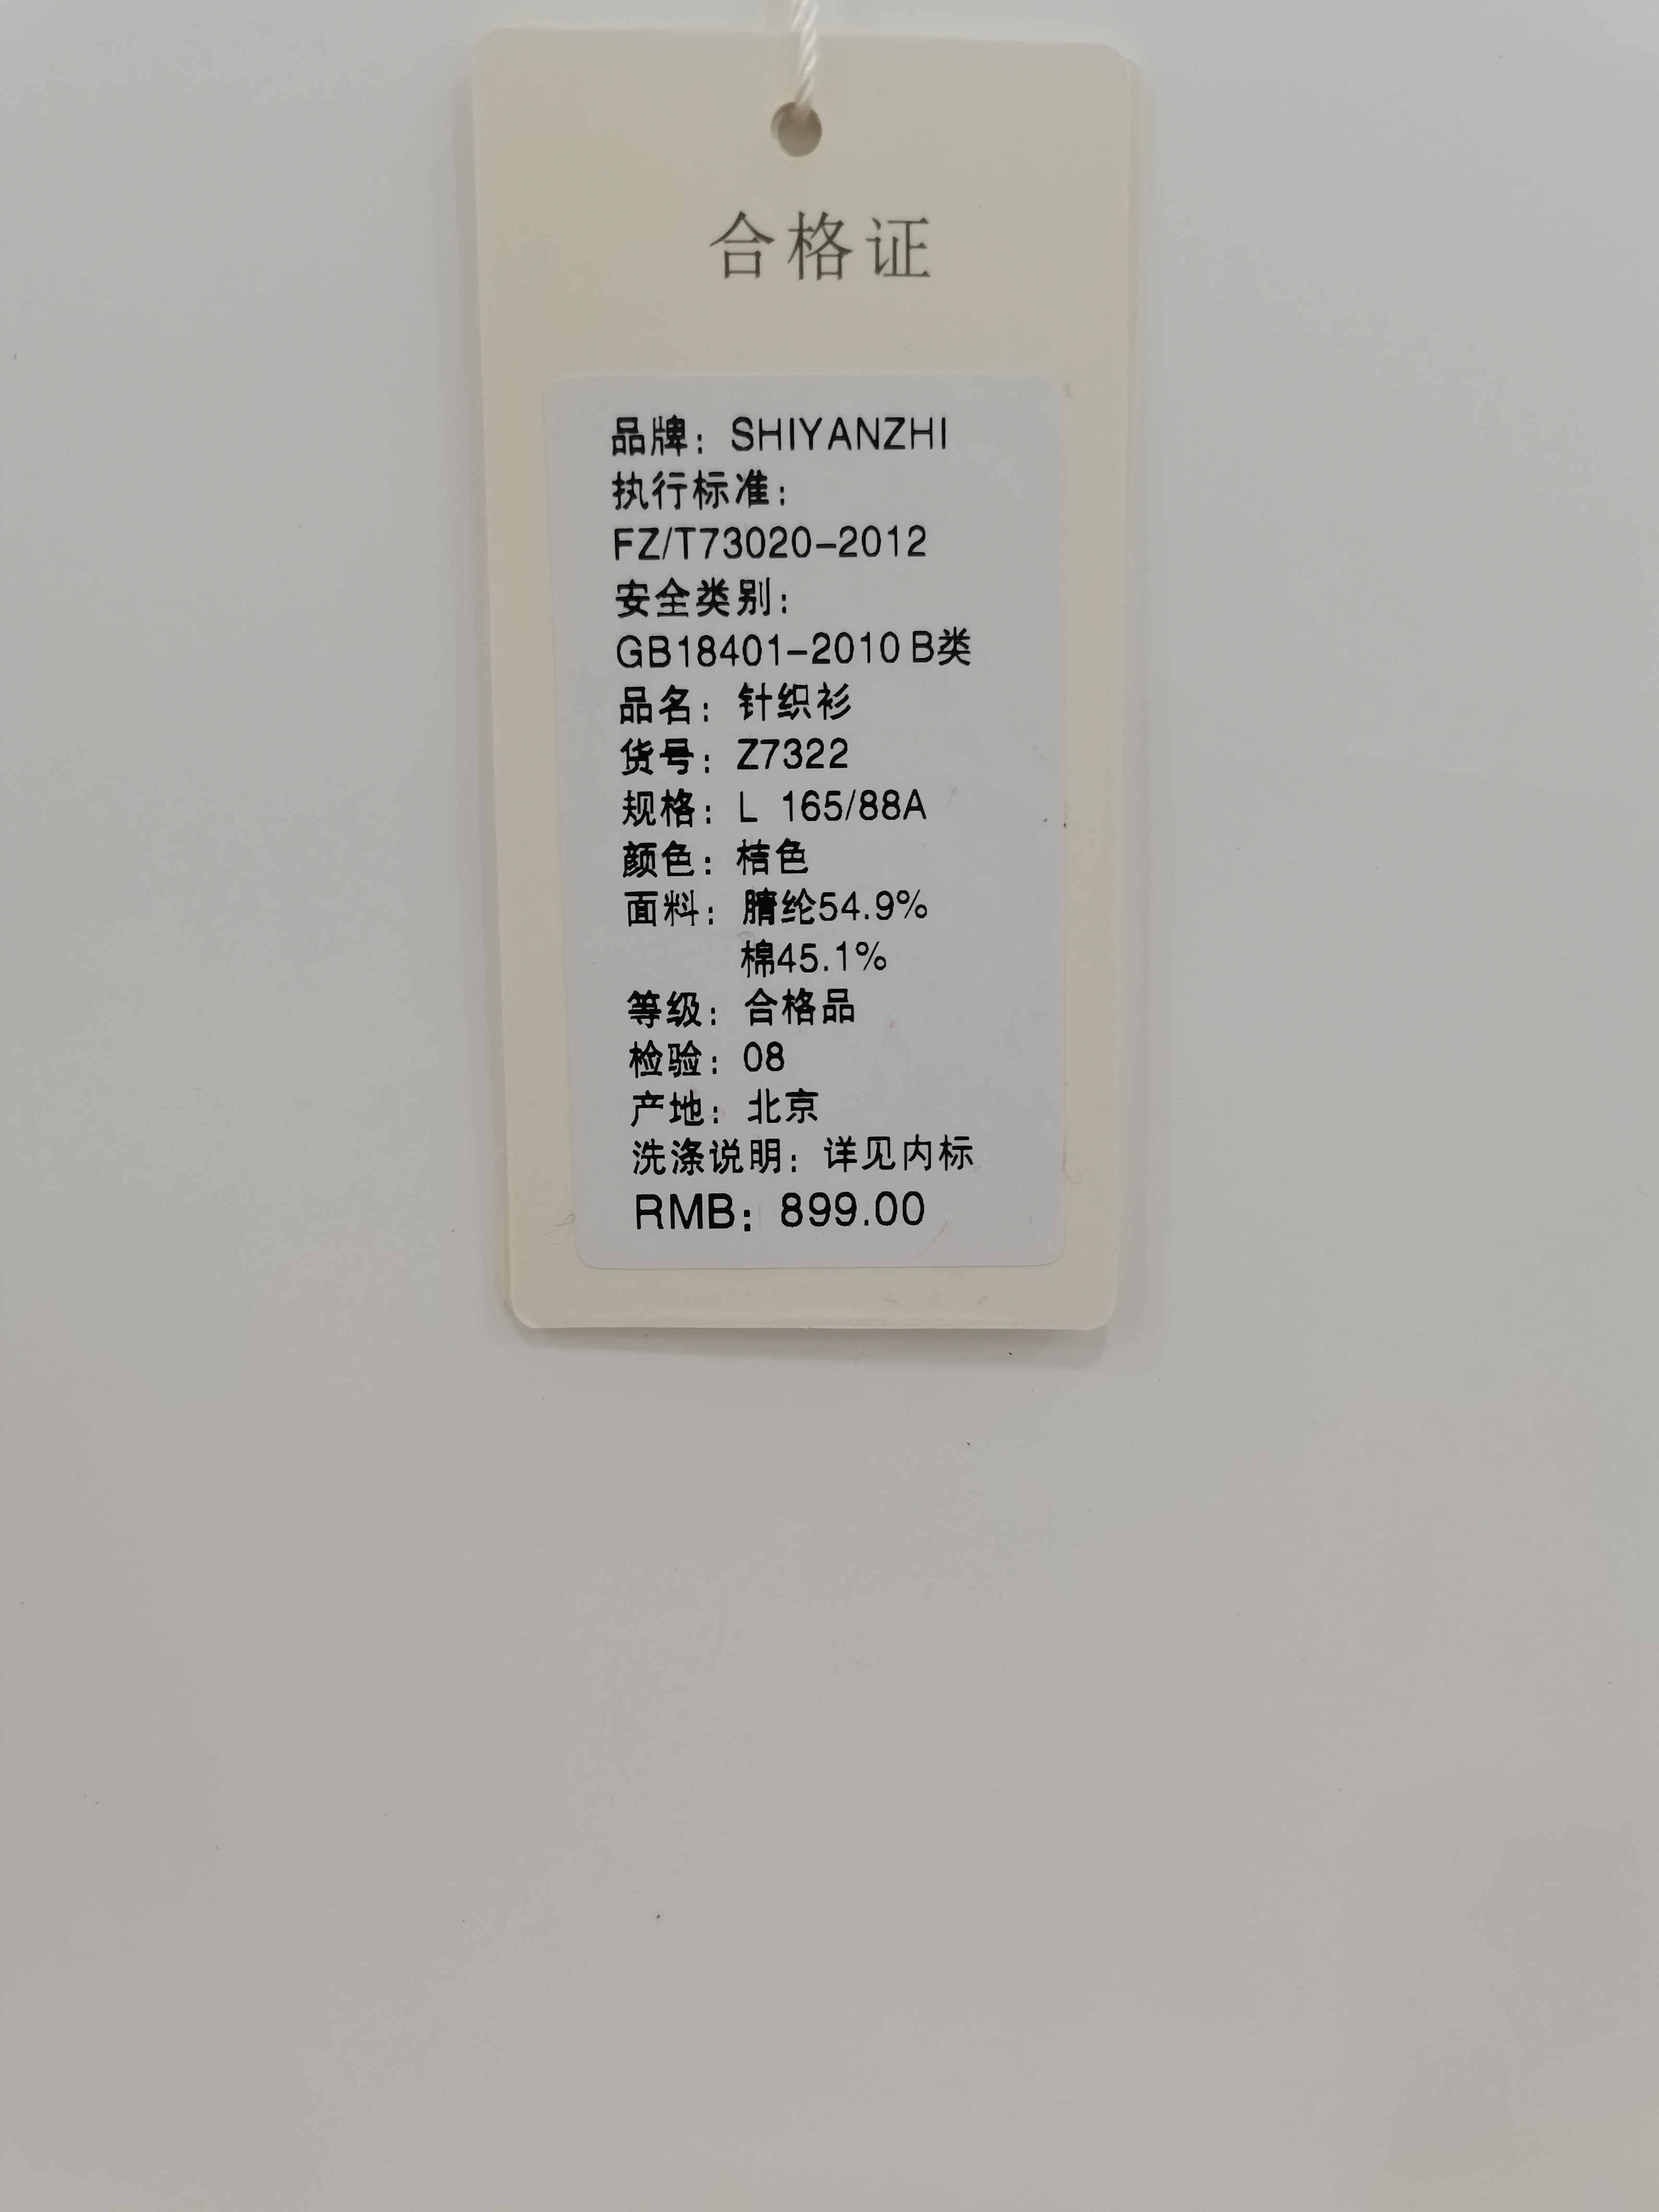 合格证
品牌：SHIYANZHI
执行标准：
FZ/T73020-2012
安全类别：
GB18401-2010 B类
品名：针织衫
货号：Z7322
规格：L 165/88A
颜色：桔色
面料：腈纶54.9%
棉45.1%
等级：合格品
检验：08
产地：北京
洗涤说明：详见内标
RMB：899.00